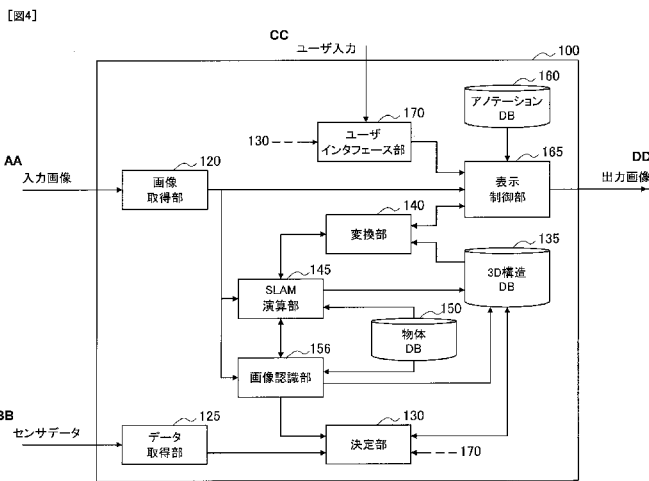 [図4]
CC
ユーザ入力
100
160
アノテーション
DB
170
130
ユーザ
インタフェース部
165
AA
入力画像
120
画像
取得部
表示
制御部
DD
出力画像
140
変換部
135
3D構造
DB
145
SLAM
演算部
150
物体
DB
156
画像認識部
BB
センサデータ
125
データ
取得部
130
決定部
170